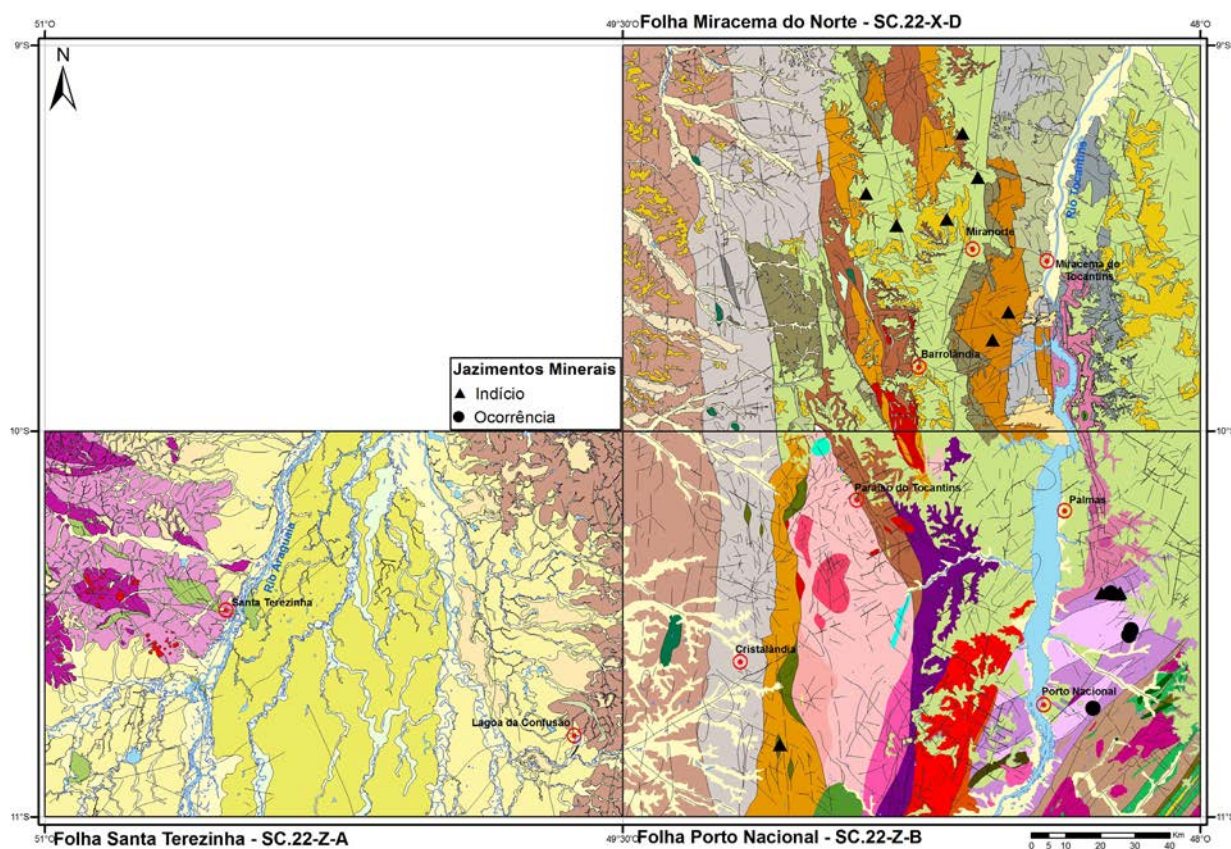 51°O
49°30'O
Folha Miracema do Norte - SC.22-X-D
48°O
9°S
9°S
N
Rio Tocantins
Miranorte
Miracema do
Tocantins
Jazimentos Minerais
Indício
Ocorrência
Barrolândia
10°S
10°S
Paraíso do Tocantins
Palmas
Rio Araguaia
Santa Terezinha
Cristalândia
Porto Nacional
Lagoa da Confusão
11°S
11°S
Folha Santa Terezinha - SC.22-Z-A
51°O
49°30'O
Folha Porto Nacional - SC.22-Z-B
48°O
Km
0 5 10 20 30 40